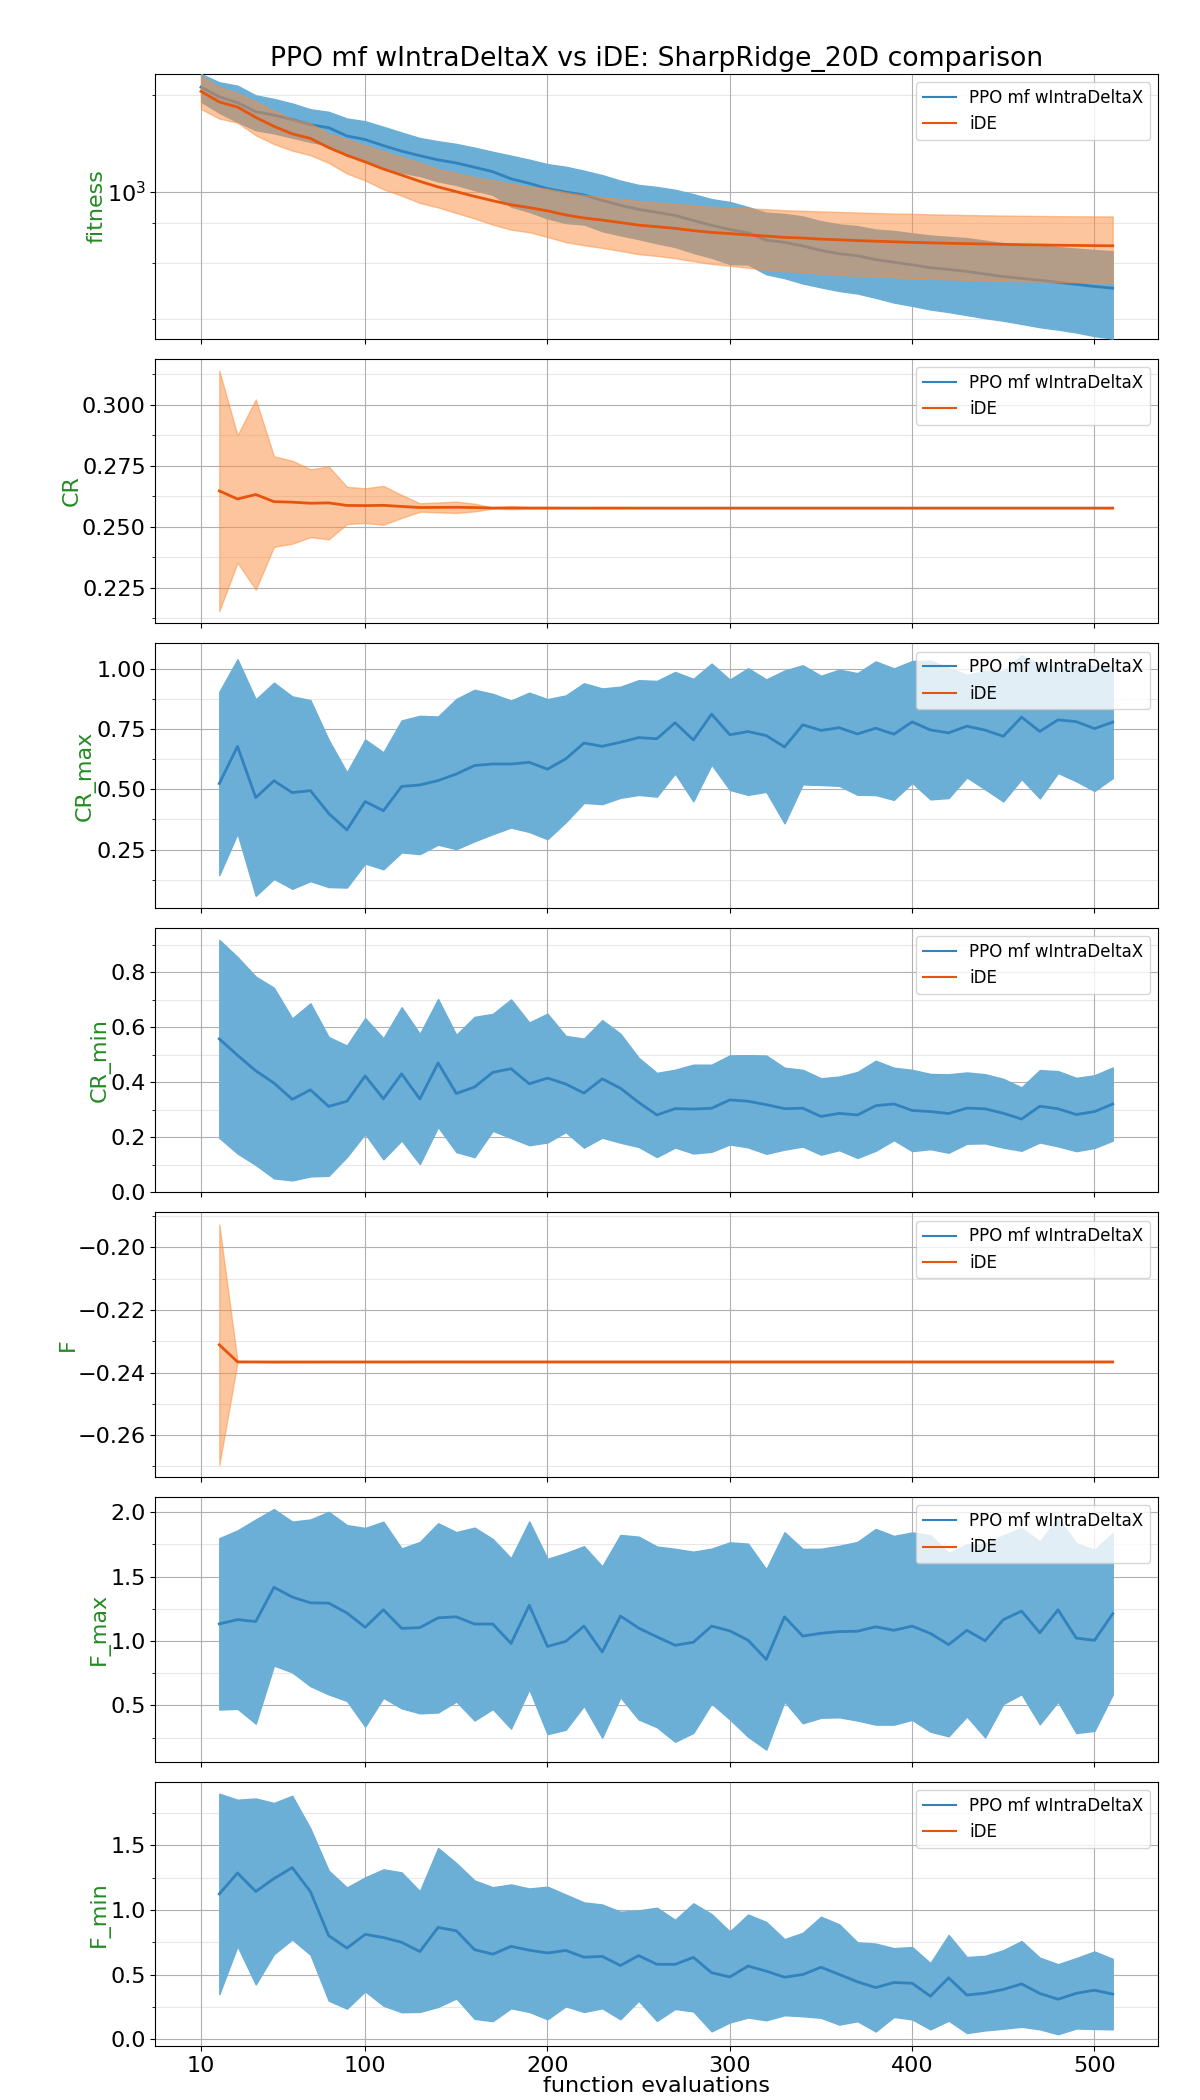 PPO mf wIntraDeltaX vs iDE: SharpRidge_20D comparison
fitness
10³
PPO mf wIntraDeltaX
iDE
CR
0.300
0.275
0.250
0.225
PPO mf wIntraDeltaX
iDE
CR_max
1.00
0.75
0.50
0.25
PPO mf wIntraDeltaX
iDE
CR_min
0.8
0.6
0.4
0.2
0.0
PPO mf wIntraDeltaX
iDE
F
−0.20
−0.22
−0.24
−0.26
PPO mf wIntraDeltaX
iDE
F_max
2.0
1.5
1.0
0.5
PPO mf wIntraDeltaX
iDE
F_min
1.5
1.0
0.5
0.0
PPO mf wIntraDeltaX
iDE
10 100 200 300 400 500
function evaluations